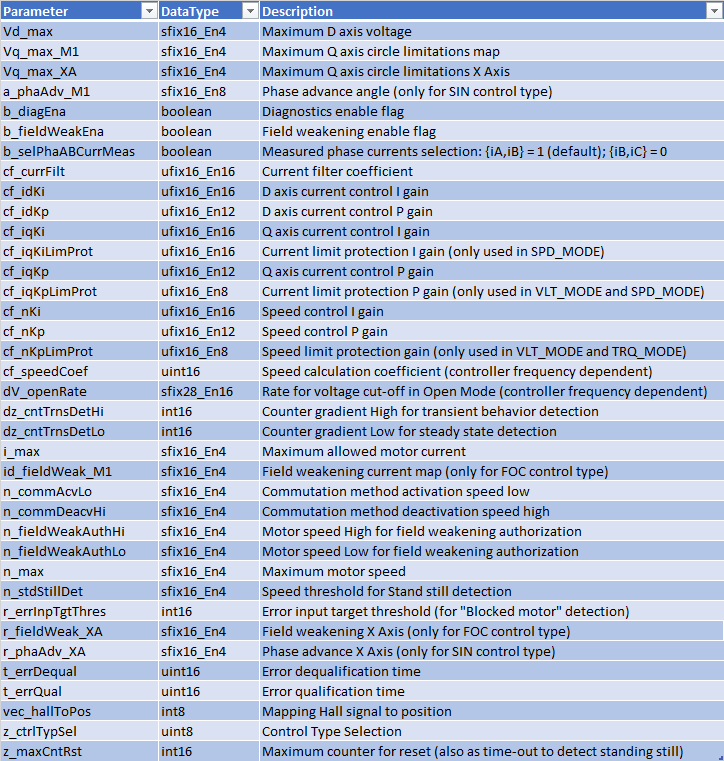 Parameter DataType Description
Vd_max sfix16_En4 Maximum D axis voltage
Vq_max_M1 sfix16_En4 Maximum Q axis circle limitations map
Vq_max_XA sfix16_En4 Maximum Q axis circle limitations X Axis
a_phaAdv_M1 sfix16_En8 Phase advance angle (only for SIN control type)
b_diagEna boolean Diagnostics enable flag
b_fieldWeakEna boolean Field weakening enable flag
b_selPhaABCurrMeas boolean Measured phase currents selection: {iA,iB} = 1 (default); {iB,iC} = 0
cf_currFilt ufix16_En16 Current filter coefficient
cf_idKi ufix16_En16 D axis current control I gain
cf_idKp ufix16_En12 D axis current control P gain
cf_iqKi ufix16_En16 Q axis current control I gain
cf_iqKiLimProt ufix16_En16 Current limit protection I gain (only used in SPD_MODE)
cf_iqKp ufix16_En12 Q axis current control P gain
cf_iqKpLimProt ufix16_En8 Current limit protection P gain (only used in VLT_MODE and SPD_MODE)
cf_nKi ufix16_En16 Speed control I gain
cf_nKp ufix16_En12 Speed control P gain
cf_nKpLimProt ufix16_En8 Speed limit protection gain (only used in VLT_MODE and TRQ_MODE)
cf_speedCoef uint16 Speed calculation coefficient (controller frequency dependent)
dV_openRate sfix28_En16 Rate for voltage cut-off in Open Mode (controller frequency dependent)
dz_cntTrnsDetHi int16 Counter gradient High for transient behavior detection
dz_cntTrnsDetLo int16 Counter gradient Low for steady state detection
i_max sfix16_En4 Maximum allowed motor current
id_fieldWeak_M1 sfix16_En4 Field weakening current map (only for FOC control type)
n_commAcvLo sfix16_En4 Commutation method activation speed low
n_commDeacvHi sfix16_En4 Commutation method deactivation speed high
n_fieldWeakAuthHi sfix16_En4 Motor speed High for field weakening authorization
n_fieldWeakAuthLo sfix16_En4 Motor speed Low for field weakening authorization
n_max sfix16_En4 Maximum motor speed
n_stdStillDet sfix16_En4 Speed threshold for Stand still detection
r_errInpTgtThres int16 Error input target threshold (for "Blocked motor" detection)
r_fieldWeak_XA sfix16_En4 Field weakening X Axis (only for FOC control type)
r_phaAdv_XA sfix16_En4 Phase advance X Axis (only for SIN control type)
t_errDequal uint16 Error dequalification time
t_errQual uint16 Error qualification time
vec_hallToPos int8 Mapping Hall signal to position
z_ctrlTypSel uint8 Control Type Selection
z_maxCntRst int16 Maximum counter for reset (also as time-out to detect standing still)